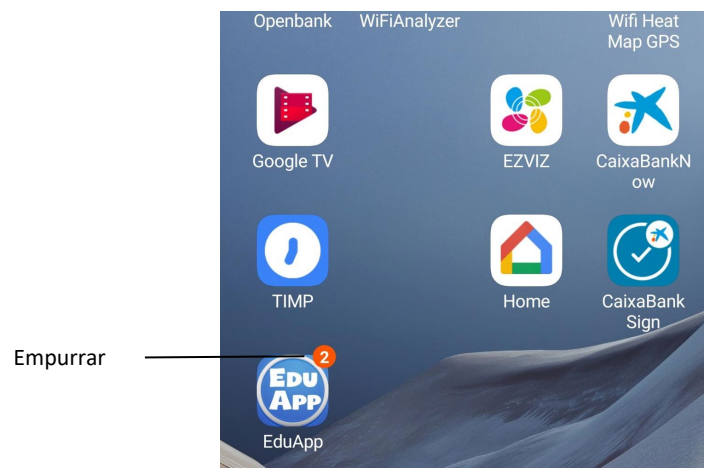 Openbank WiFiAnalyzer Wifi Heat
Map GPS
Google TV EZVIZ CaixaBankN
ow
TIMP Home CaixaBank
Sign
Empurrar
2
EDU
APP
EduApp